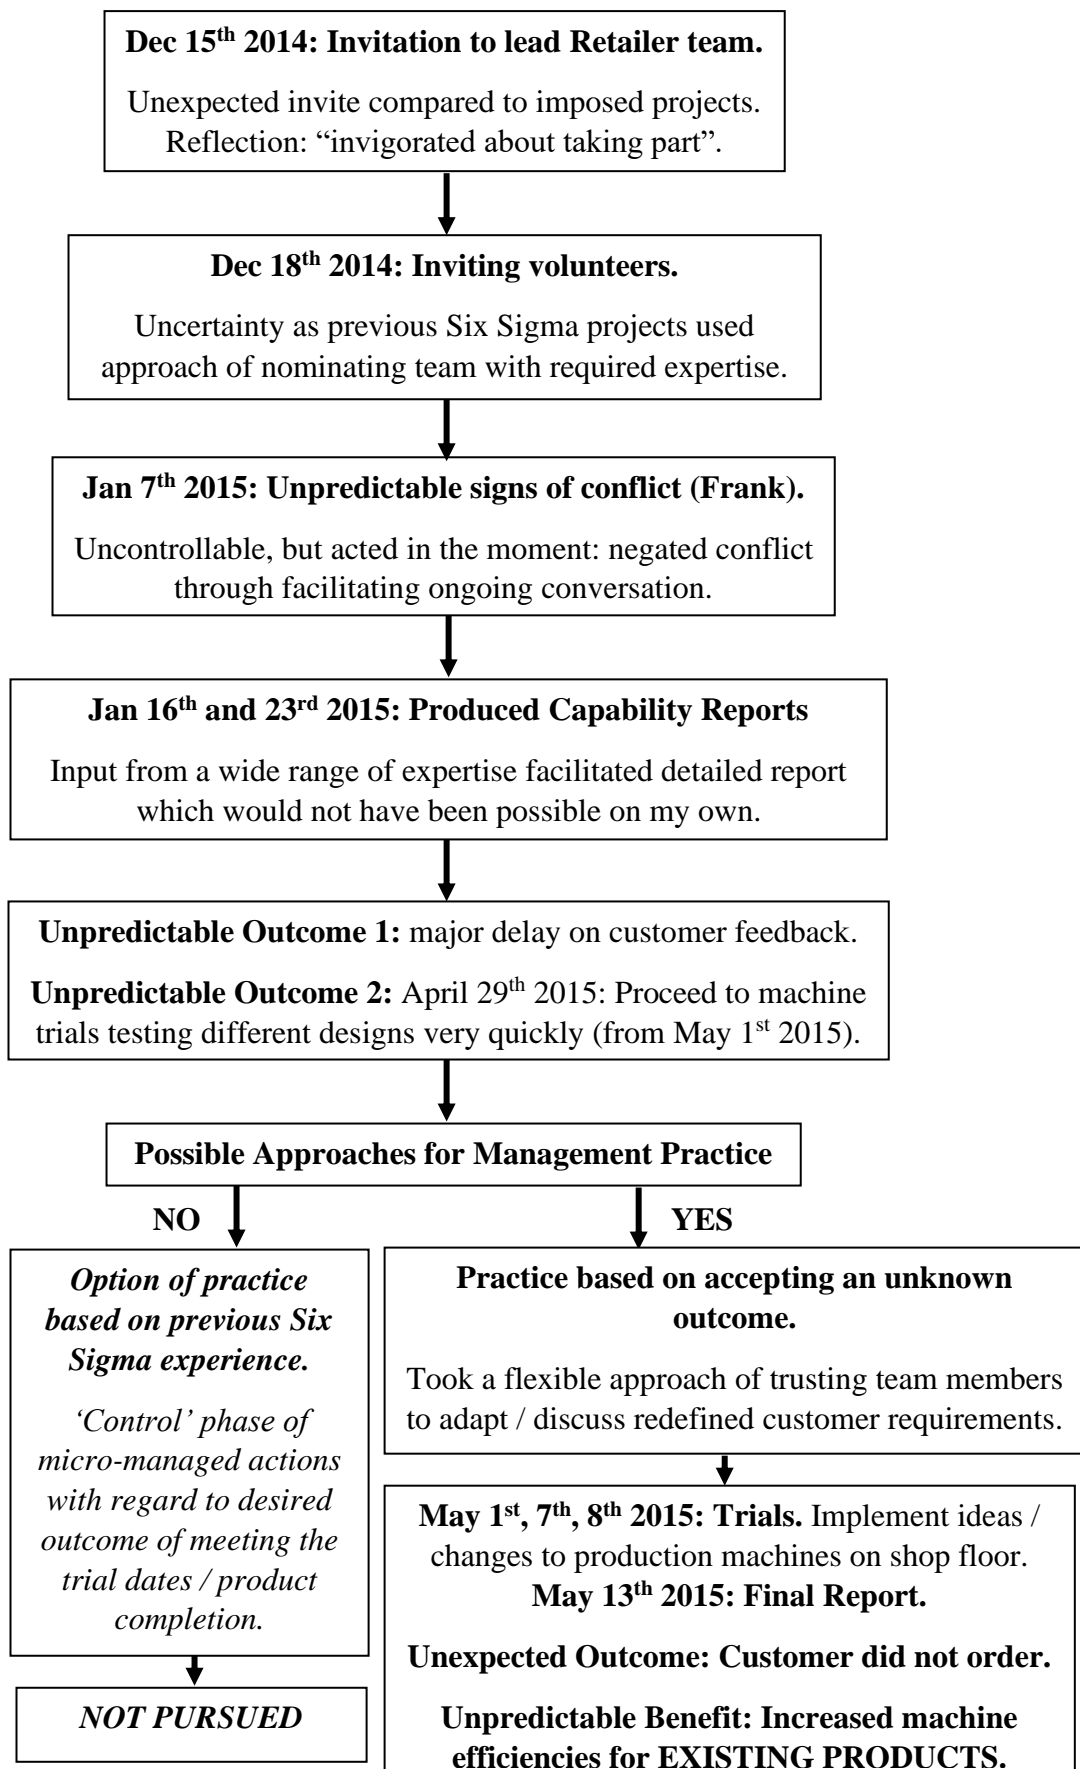 Dec 15th 2014: Invitation to lead Retailer team.
Unexpected invite compared to imposed projects.
Reflection: “invigorated about taking part”.
Dec 18th 2014: Inviting volunteers.
Uncertainty as previous Six Sigma projects used
approach of nominating team with required expertise.
Jan 7th 2015: Unpredictable signs of conflict (Frank).
Uncontrollable, but acted in the moment: negated conflict
through facilitating ongoing conversation.
Jan 16th and 23rd 2015: Produced Capability Reports
Input from a wide range of expertise facilitated detailed report
which would not have been possible on my own.
Unpredictable Outcome 1: major delay on customer feedback.
Unpredictable Outcome 2: April 29th 2015: Proceed to machine
trials testing different designs very quickly (from May 1st 2015).
Possible Approaches for Management Practice
NO
YES
Option of practice
based on previous Six
Sigma experience.
‘Control’ phase of
micro-managed actions
with regard to desired
outcome of meeting the
trial dates / product
completion.
NOT PURSUED
Practice based on accepting an unknown
outcome.
Took a flexible approach of trusting team members
to adapt / discuss redefined customer requirements.
May 1st, 7th, 8th 2015: Trials. Implement ideas /
changes to production machines on shop floor.
May 13th 2015: Final Report.
Unexpected Outcome: Customer did not order.
Unpredictable Benefit: Increased machine
efficiencies for EXISTING PRODUCTS.